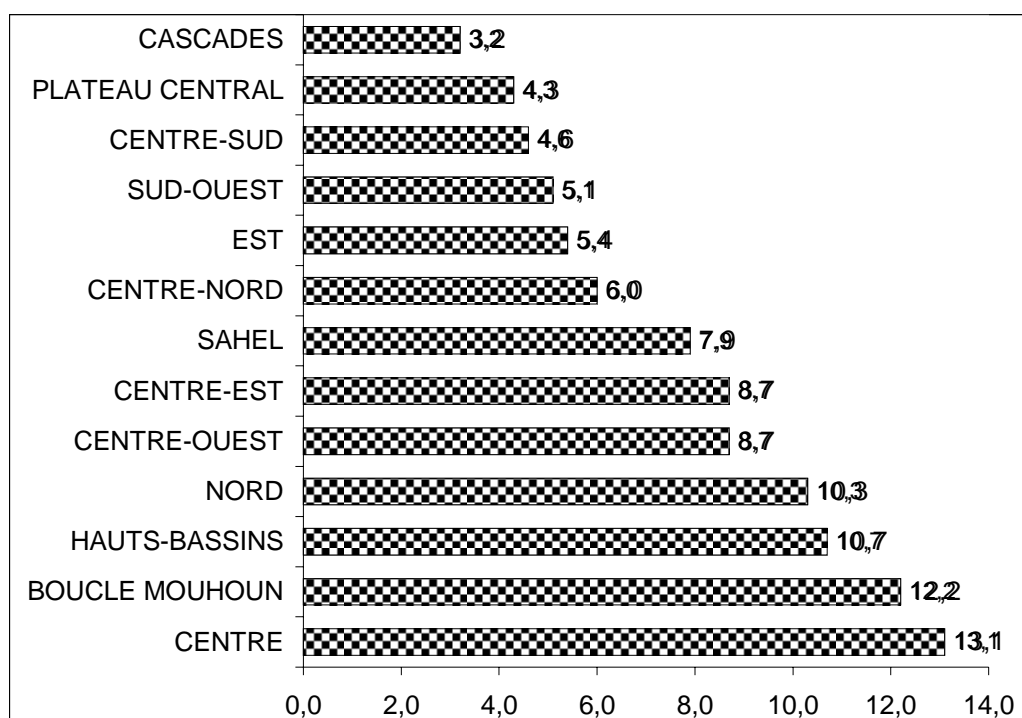 CASCADES 3,2
PLATEAU CENTRAL 4,3
CENTRE-SUD 4,6
SUD-OUEST 5,1
EST 5,4
CENTRE-NORD 6,0
SAHEL 7,9
CENTRE-EST 8,7
CENTRE-OUEST 8,7
NORD 10,3
HAUTS-BASSINS 10,7
BOUCLE MOUHOUN 12,2
CENTRE 13,1
0,0 2,0 4,0 6,0 8,0 10,0 12,0 14,0